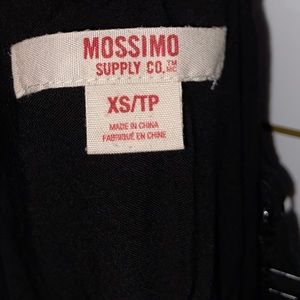 MOSSIMO
SUPPLY CO.™ MC
XS/TP
MADE IN CHINA
FABRIQUÉ EN CHINE